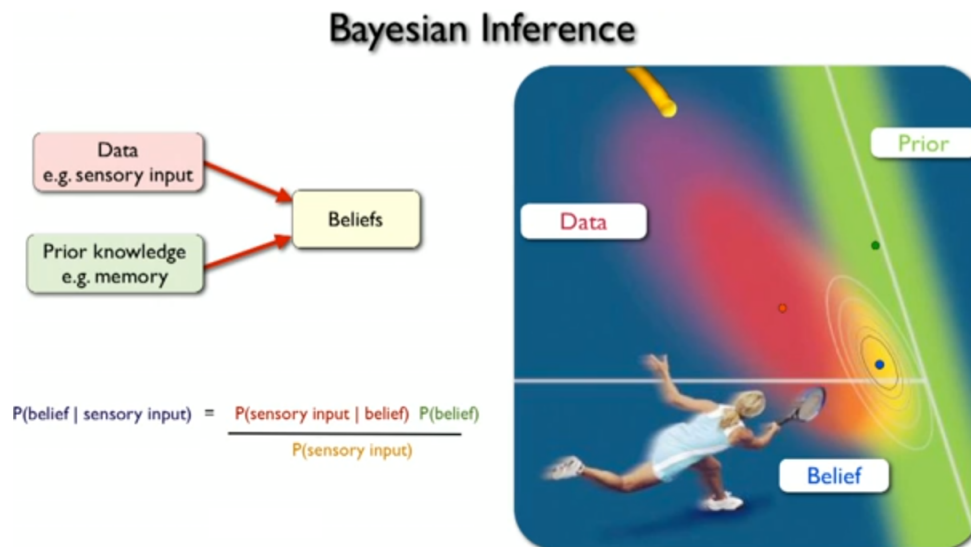 Bayesian Inference
Data
e.g. sensory input
Prior knowledge
e.g. memory
Beliefs
P(belief | sensory input) = P(sensory input | belief) P(belief)
P(sensory input)
Prior
Data
Belief